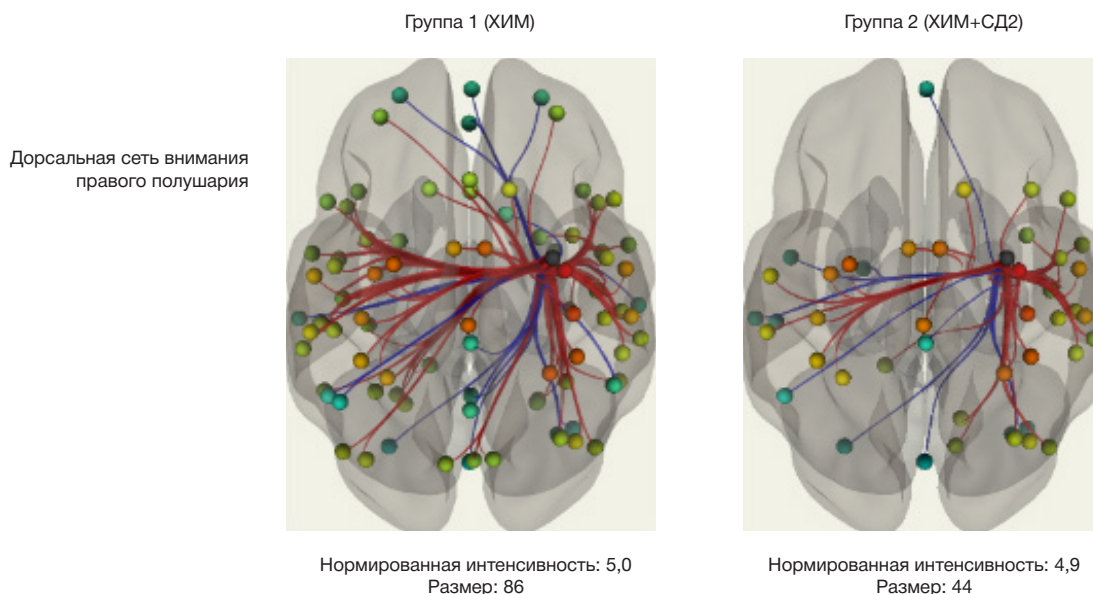 Группа 1 (ХИМ)
Группа 2 (ХИМ+СД2)
Дорсальная сеть внимания
правого полушария
Нормированная интенсивность: 5,0
Размер: 86
Нормированная интенсивность: 4,9
Размер: 44